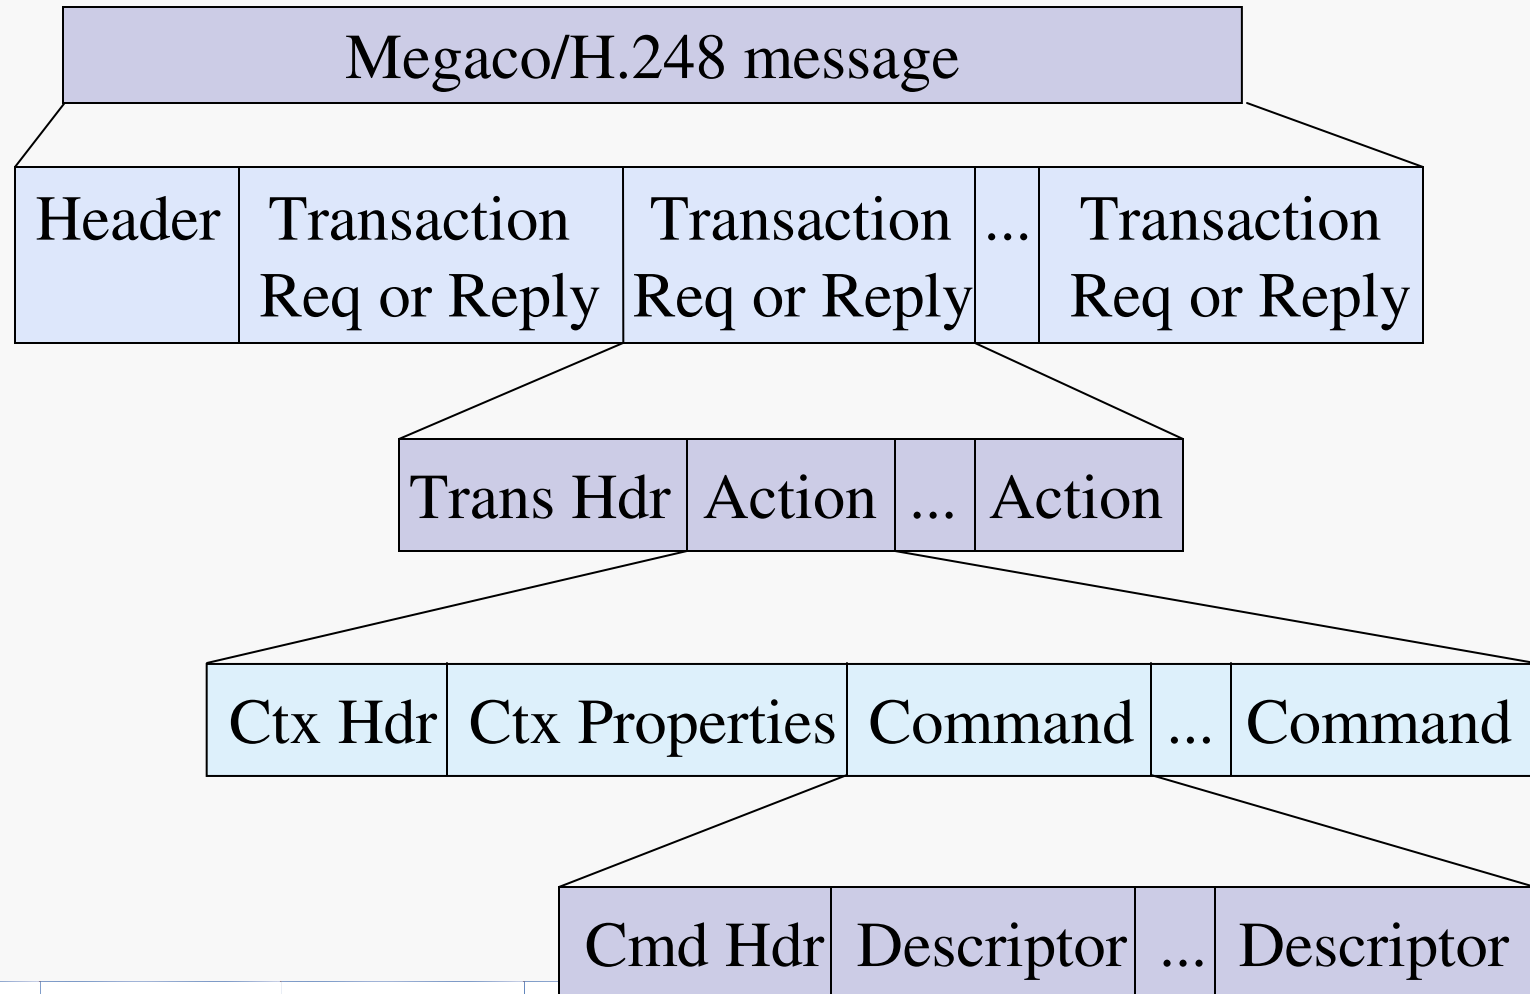 Megaco/H.248 message
Header Transaction Transaction ... Transaction
Req or Reply Req or Reply Req or Reply
Trans Hdr Action ... Action
Ctx Hdr Ctx Properties Command ... Command
Cmd Hdr Descriptor ... Descriptor